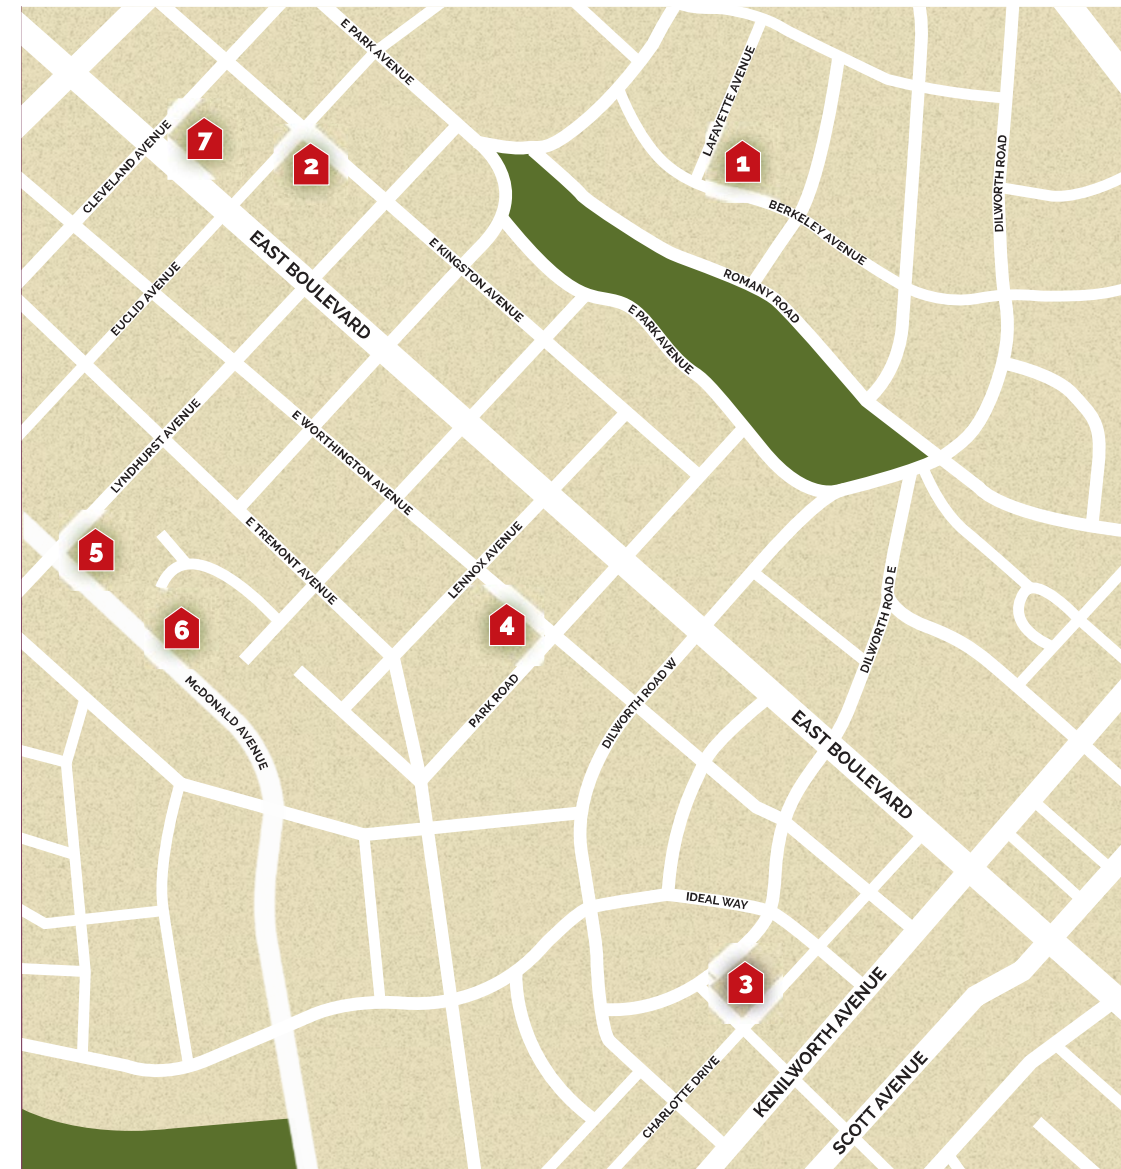 E PARK AVENUE
LAFAYETTE AVENUE
CLEVELAND AVENUE
7
2
1
DILWORTH ROAD
BERKELEY AVENUE
EAST BOULEVARD
E KINGSTON AVENUE
EUCLID AVENUE
ROMANY ROAD
E PARK AVENUE
LYNDHURST AVENUE
E WORTHINGTON AVENUE
5
E TREMONT AVENUE
LENNOX AVENUE
6
4
DILWORTH ROAD E
McDONALD AVENUE
PARK ROAD
DILWORTH ROAD W
EAST BOULEVARD
IDEAL WAY
3
KENILWORTH AVENUE
CHARLOTTE DRIVE
SCOTT AVENUE